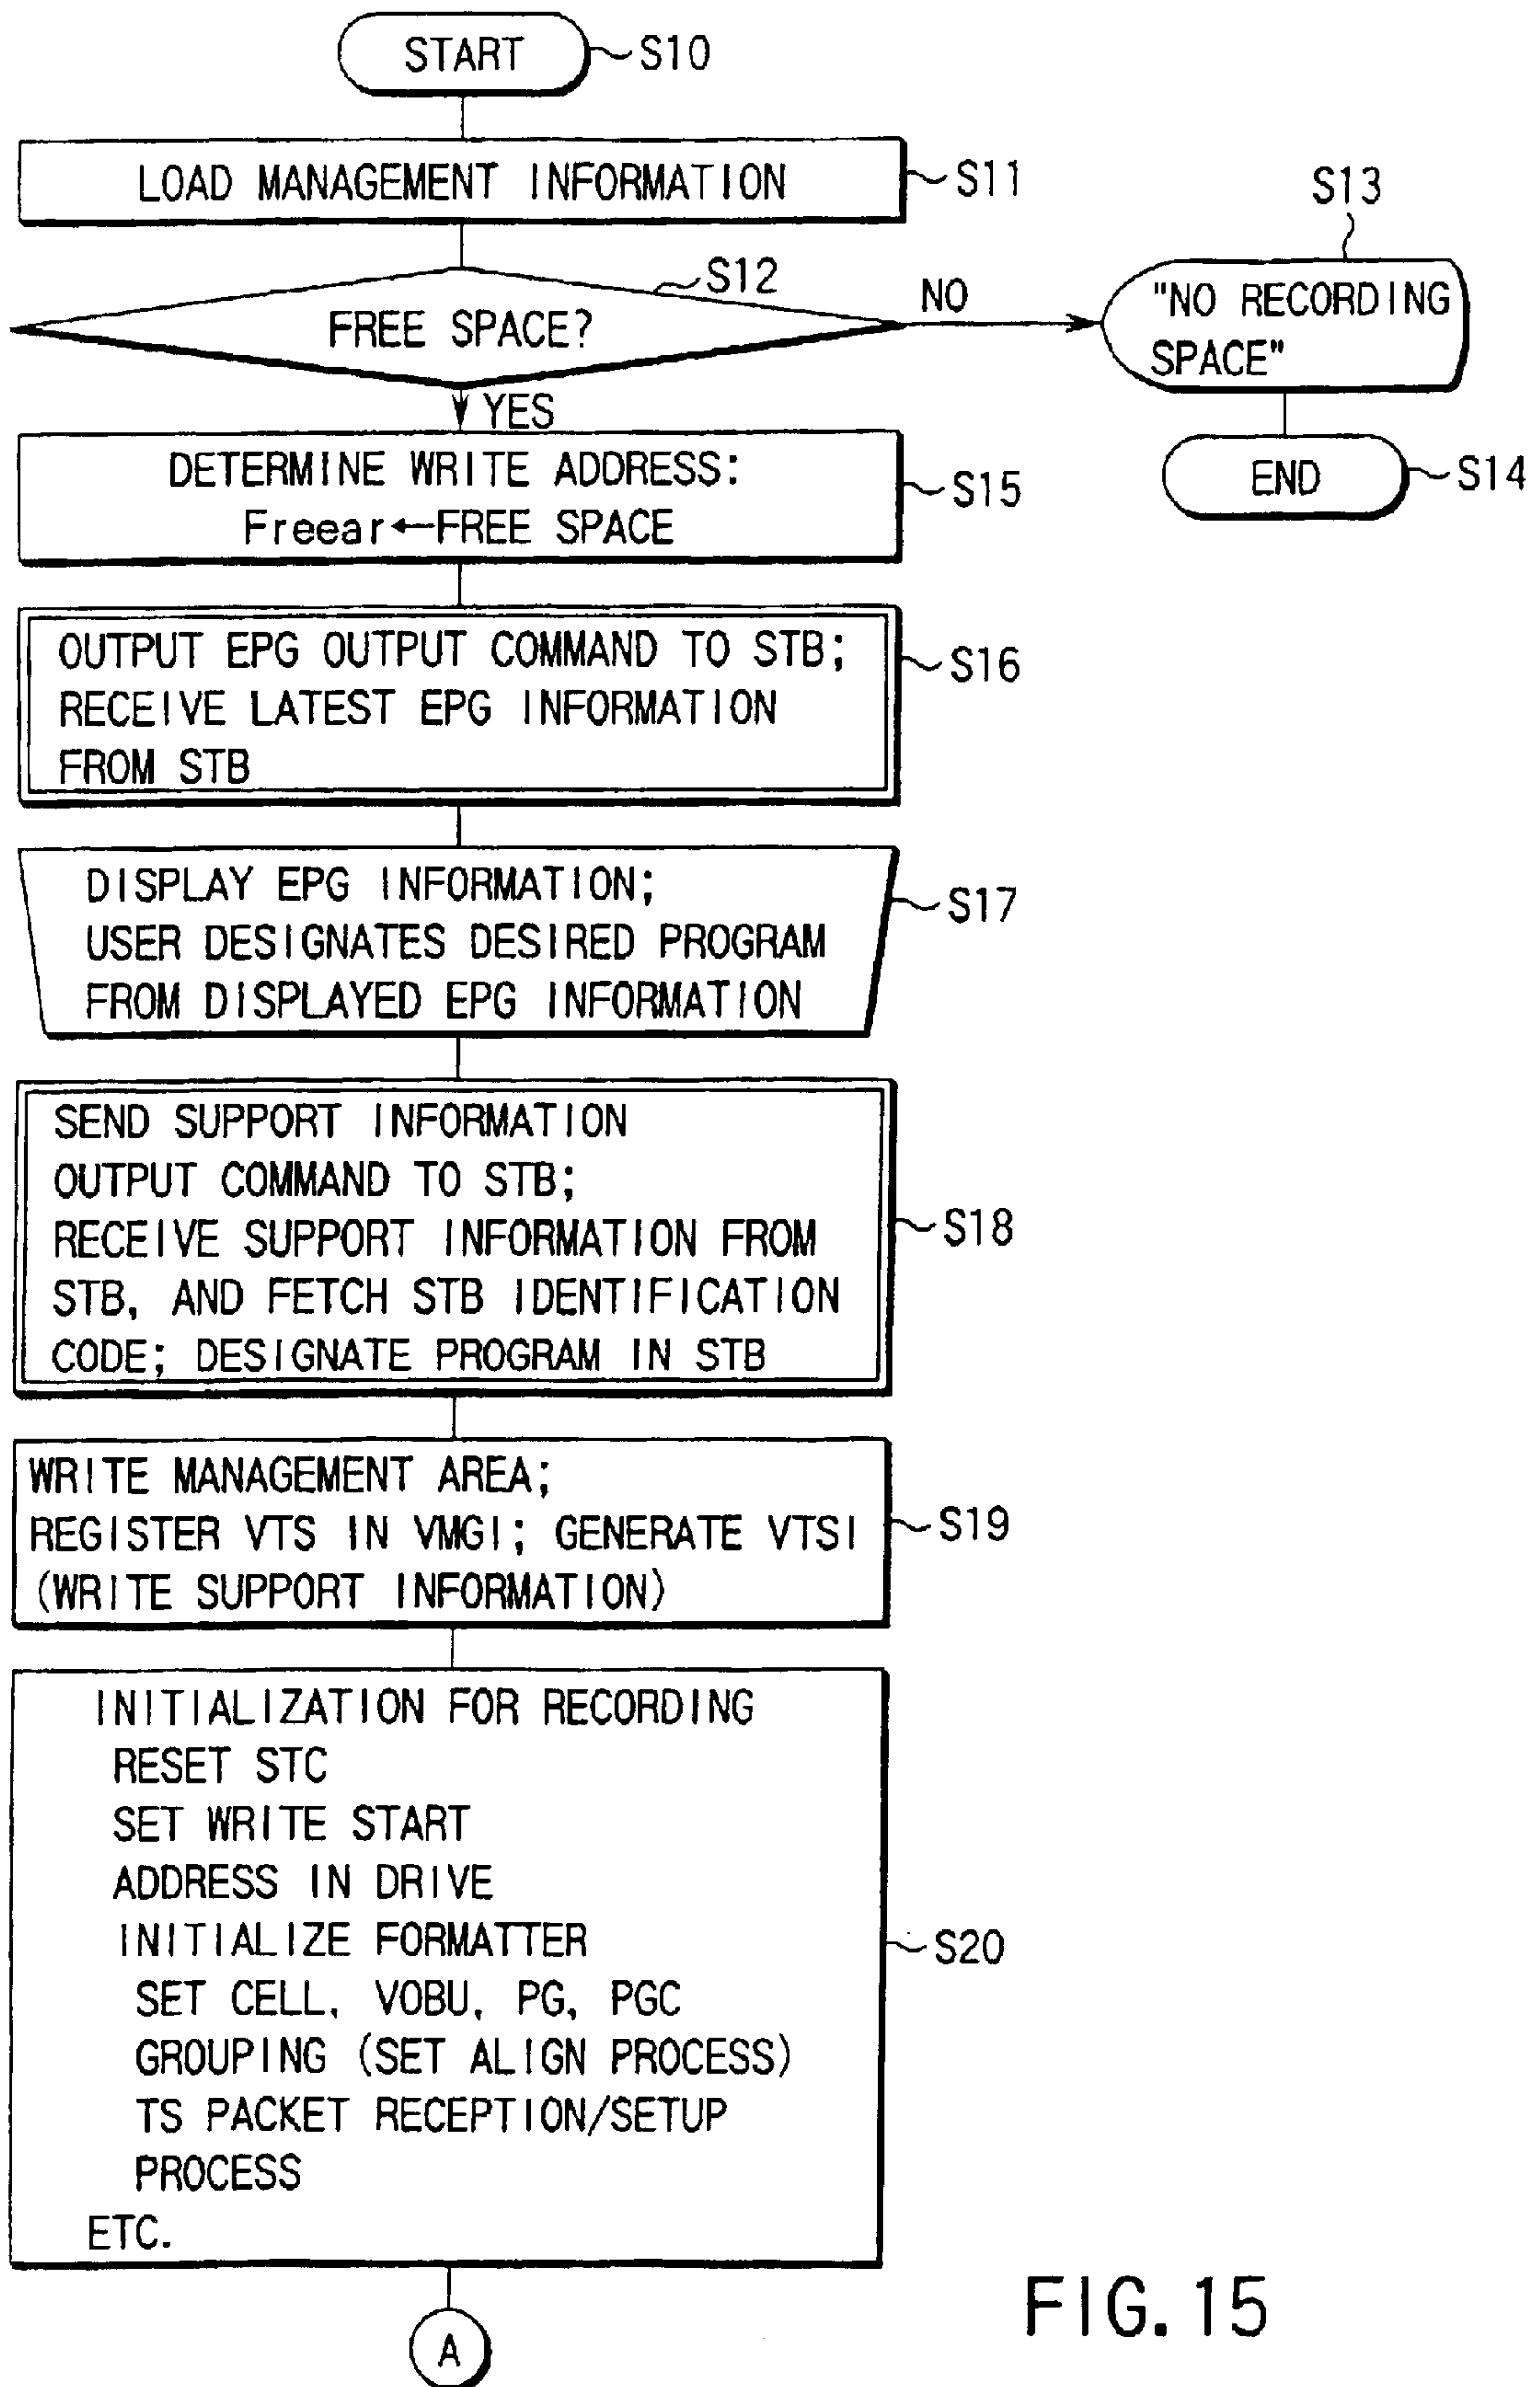 START
S10
LOAD MANAGEMENT INFORMATION
S11
S12
FREE SPACE?
NO
S13
"NO RECORDING
SPACE"
END
S14
YES
DETERMINE WRITE ADDRESS:
Freear←FREE SPACE
S15
OUTPUT EPG OUTPUT COMMAND TO STB;
RECEIVE LATEST EPG INFORMATION
FROM STB
S16
DISPLAY EPG INFORMATION;
USER DESIGNATES DESIRED PROGRAM
FROM DISPLAYED EPG INFORMATION
S17
SEND SUPPORT INFORMATION
OUTPUT COMMAND TO STB;
RECEIVE SUPPORT INFORMATION FROM
STB, AND FETCH STB IDENTIFICATION
CODE; DESIGNATE PROGRAM IN STB
S18
WRITE MANAGEMENT AREA;
REGISTER VTS IN VMGI; GENERATE VTSI
(WRITE SUPPORT INFORMATION)
S19
INITIALIZATION FOR RECORDING
RESET STC
SET WRITE START
ADDRESS IN DRIVE
INITIALIZE FORMATTER
SET CELL, VOBU, PG, PGC
GROUPING (SET ALIGN PROCESS)
TS PACKET RECEPTION/SETUP
PROCESS
ETC.
S20
A
FIG. 15